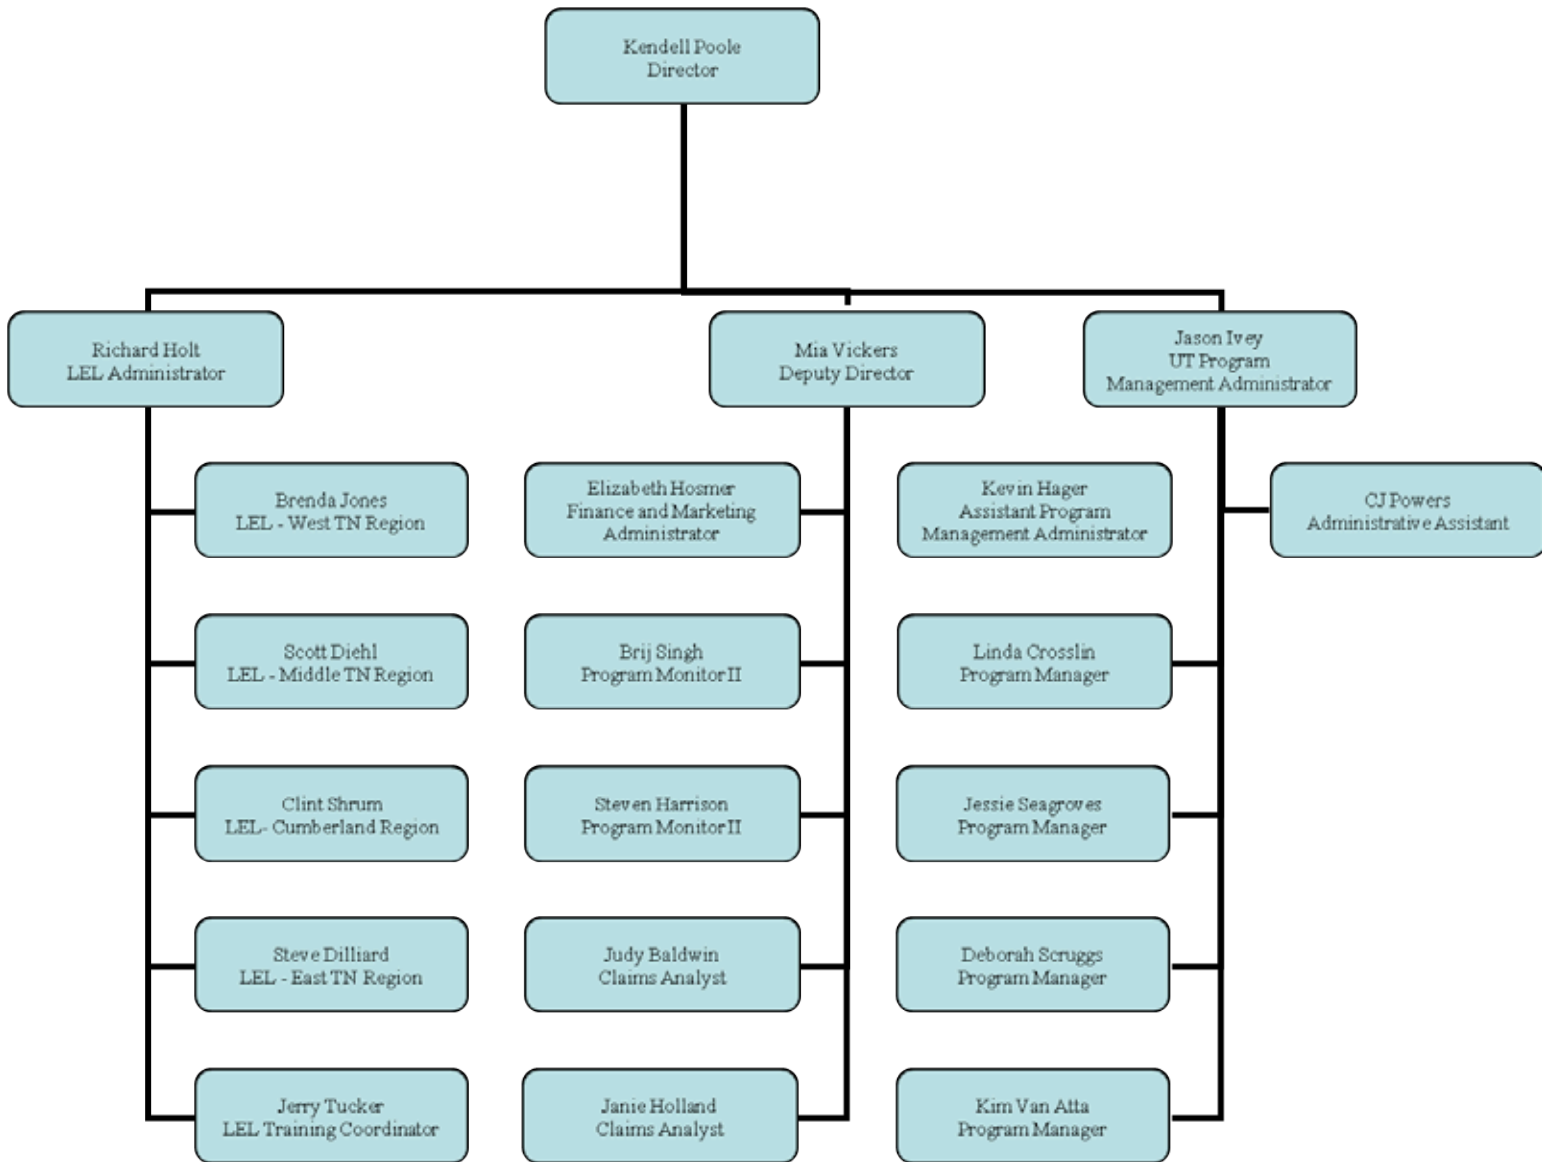 Kendell Poole
Director
Richard Holt
LEL Administrator
Mia Vickers
Deputy Director
Jason Ivey
UT Program
Management Administrator
Brenda Jones
LEL - West TN Region
Elizabeth Hosmer
Finance and Marketing
Administrator
Kevin Hager
Assistant Program
Management Administrator
CJ Powers
Administrative Assistant
Scott Diehl
LEL - Middle TN Region
Brij Singh
Program Monitor II
Linda Crosslin
Program Manager
Clint Shrum
LEL- Cumberland Region
Steven Harrison
Program Monitor II
Jessie Seagroves
Program Manager
Steve Dilliard
LEL - East TN Region
Judy Baldwin
Claims Analyst
Deborah Scruggs
Program Manager
Jerry Tucker
LEL Training Coordinator
Janie Holland
Claims Analyst
Kim Van Atta
Program Manager